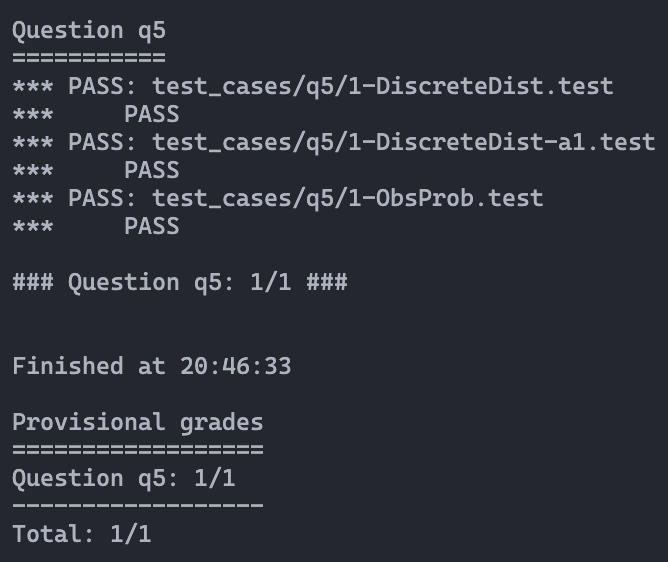 Question q5
===========
*** PASS: test_cases/q5/1-DiscreteDist.test
***     PASS
*** PASS: test_cases/q5/1-DiscreteDist-a1.test
***     PASS
*** PASS: test_cases/q5/1-ObsProb.test
***     PASS
### Question q5: 1/1 ###
Finished at 20:46:33
Provisional grades
==================
Question q5: 1/1
------------------
Total: 1/1